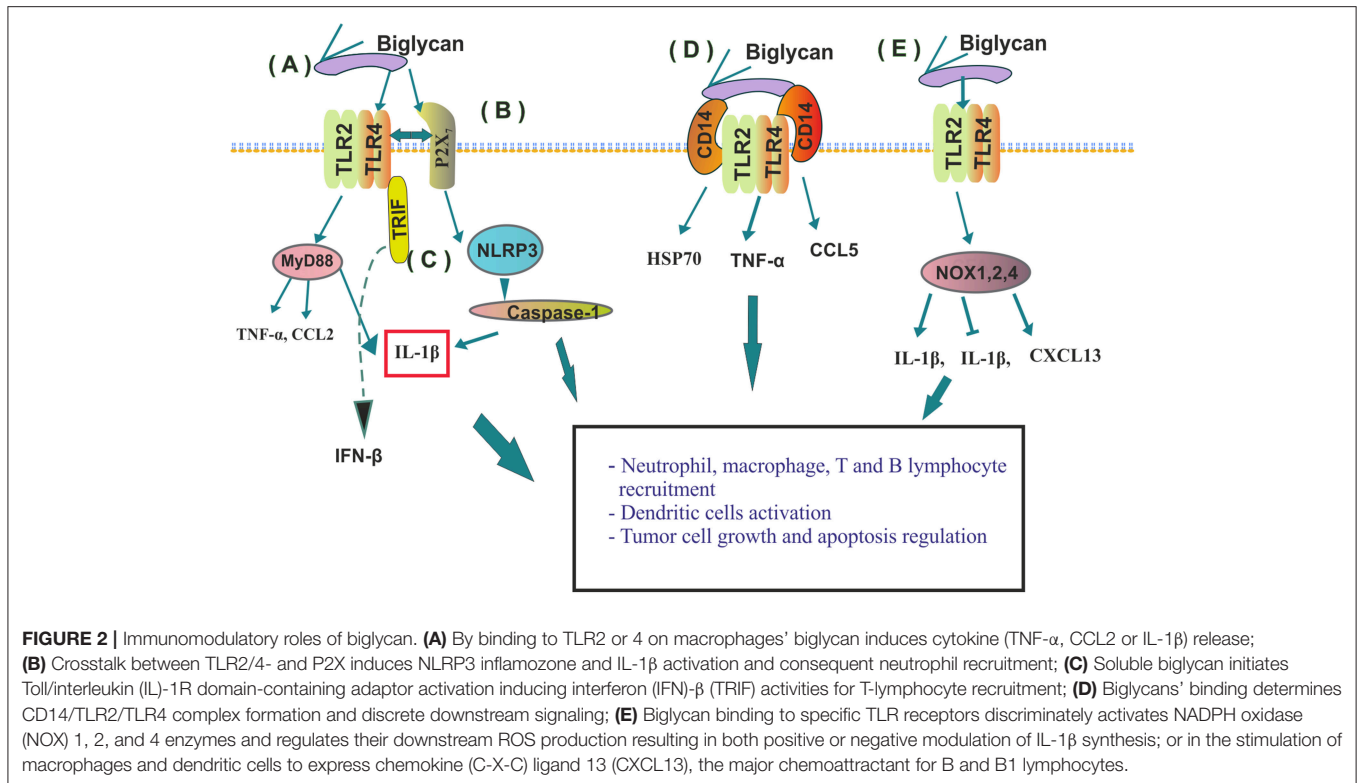 Biglycan
( A )
( B )
TLR2
TLR4
P2X7
TRIF
( C )
MyD88
NLRP3
Caspase-1
TNF-α, CCL2
IL-1β
IFN-β
( D )
Biglycan
CD14
TLR2
TLR4
CD14
HSP70
TNF-α
CCL5
( E )
Biglycan
TLR2
TLR4
NOX1,2,4
IL-1β, IL-1β, CXCL13
- Neutrophil, macrophage, T and B lymphocyte
recruitment
- Dendritic cells activation
- Tumor cell growth and apoptosis regulation
FIGURE 2 | Immunomodulatory roles of biglycan. (A) By binding to TLR2 or 4 on macrophages' biglycan induces cytokine (TNF-α, CCL2 or IL-1β) release;
(B) Crosstalk between TLR2/4- and P2X induces NLRP3 inflamozone and IL-1β activation and consequent neutrophil recruitment; (C) Soluble biglycan initiates
Toll/interleukin (IL)-1R domain-containing adaptor activation inducing interferon (IFN)-β (TRIF) activities for T-lymphocyte recruitment; (D) Biglycans' binding determines
CD14/TLR2/TLR4 complex formation and discrete downstream signaling; (E) Biglycan binding to specific TLR receptors discriminately activates NADPH oxidase
(NOX) 1, 2, and 4 enzymes and regulates their downstream ROS production resulting in both positive or negative modulation of IL-1β synthesis; or in the stimulation of
macrophages and dendritic cells to express chemokine (C-X-C) ligand 13 (CXCL13), the major chemoattractant for B and B1 lymphocytes.